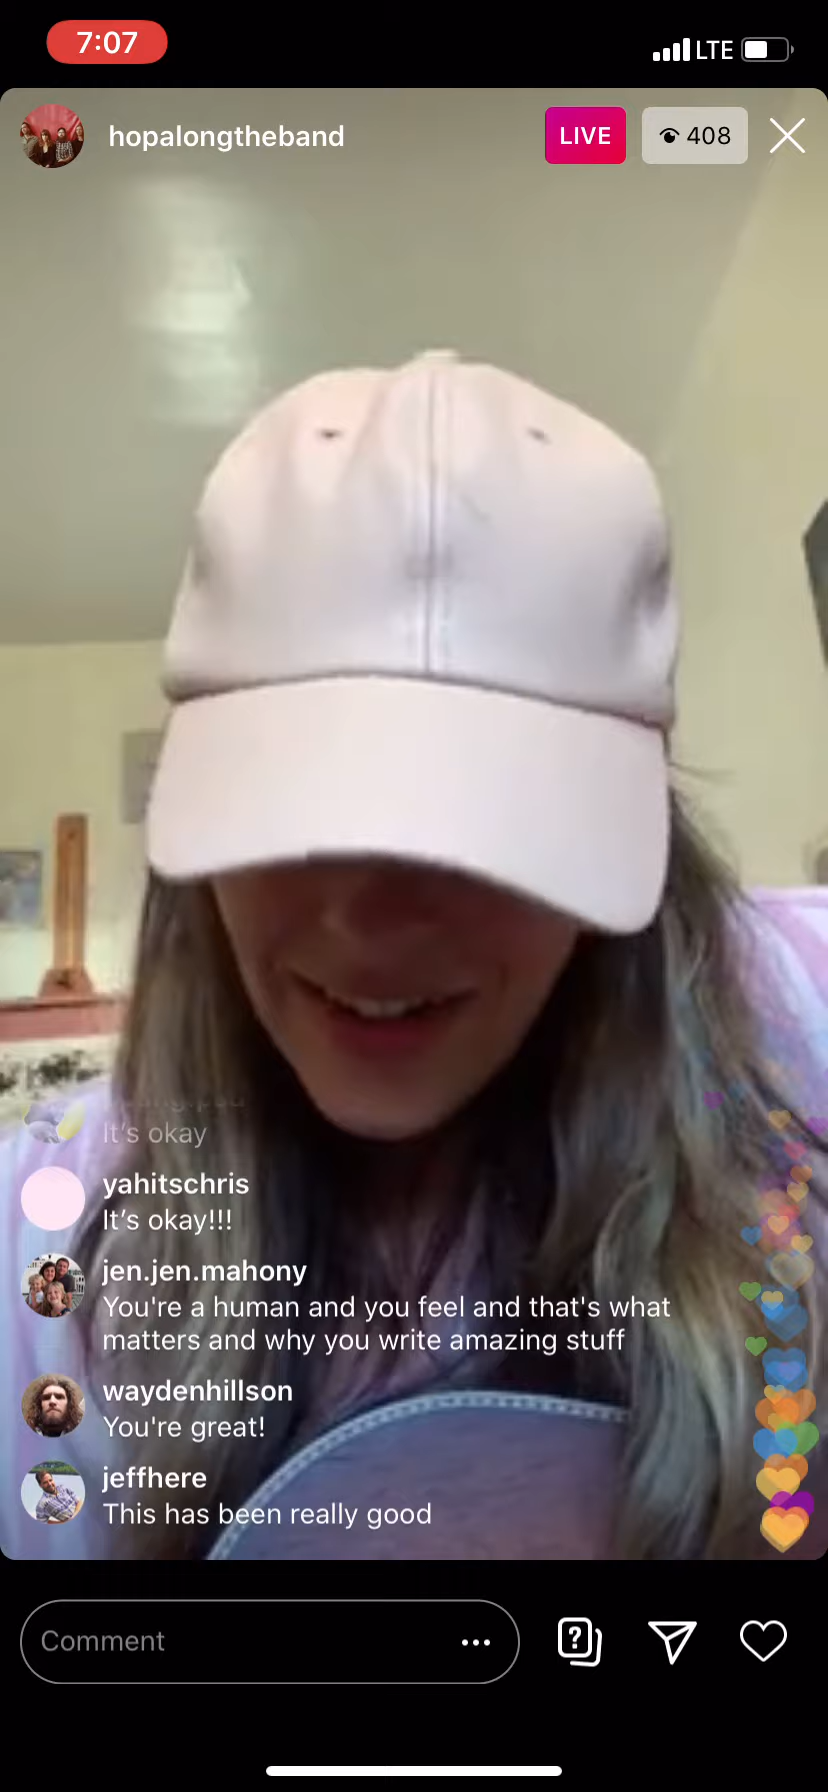 7:07
LTE
hopalongtheband
LIVE
408
It’s okay
yahitschris
It’s okay!!!
jen.jen.mahony
You're a human and you feel and that's what
matters and why you write amazing stuff
waydenhillson
You're great!
jeffhere
This has been really good
Comment